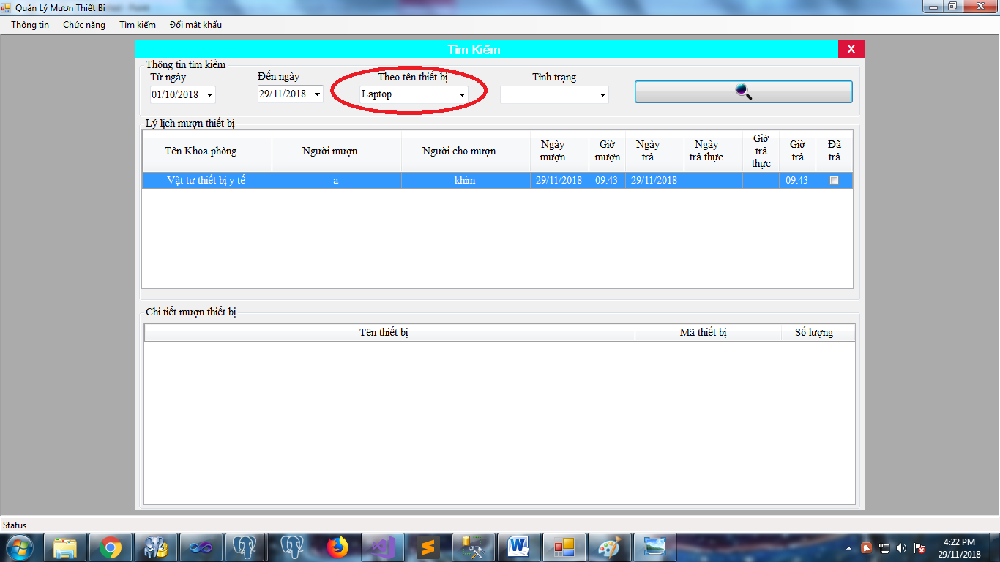 Quản Lý Mượn Thiết Bị
Thông tin Chức năng Tìm kiếm Đổi mật khẩu
Tìm Kiếm X
Thông tin tìm kiếm
Từ ngày Đến ngày Theo tên thiết bị Tình trạng
01/10/2018 29/11/2018 Laptop
Lý lịch mượn thiết bị
Tên Khoa phòng Người mượn Người cho mượn Ngày mượn Giờ mượn Ngày trả Ngày trả thực Giờ trả thực Giờ trả Đã trả
Vật tư thiết bị y tế a khim 29/11/2018 09:43 29/11/2018 09:43
Chi tiết mượn thiết bị
Tên thiết bị Mã thiết bị Số lượng
Status
4:22 PM
29/11/2018